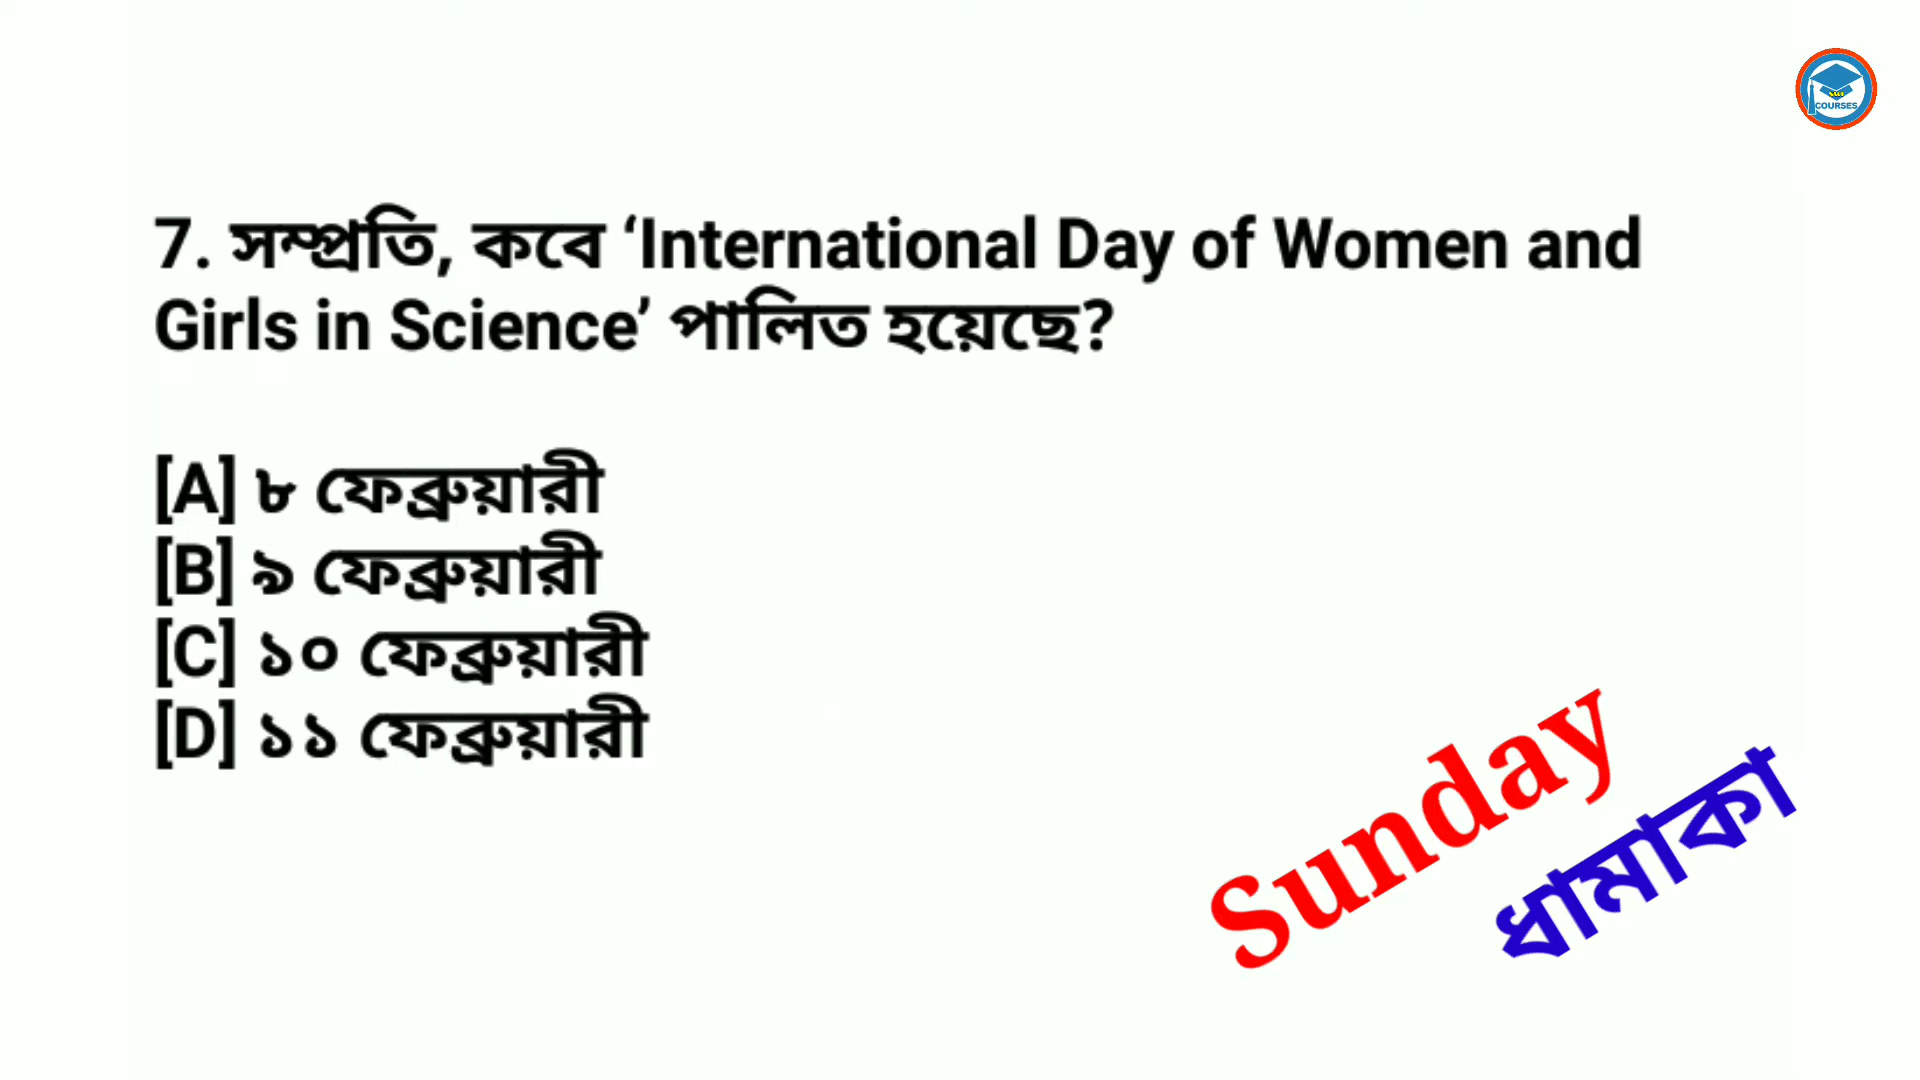 COURSES
7. সম্প্রতি, কবে ‘International Day of Women and
Girls in Science’ পালিত হয়েছে?
[A] ৮ ফেব্রুয়ারী
[B] ৯ ফেব্রুয়ারী
[C] ১০ ফেব্রুয়ারী
[D] ১১ ফেব্রুয়ারী
Sunday
ধামাকা